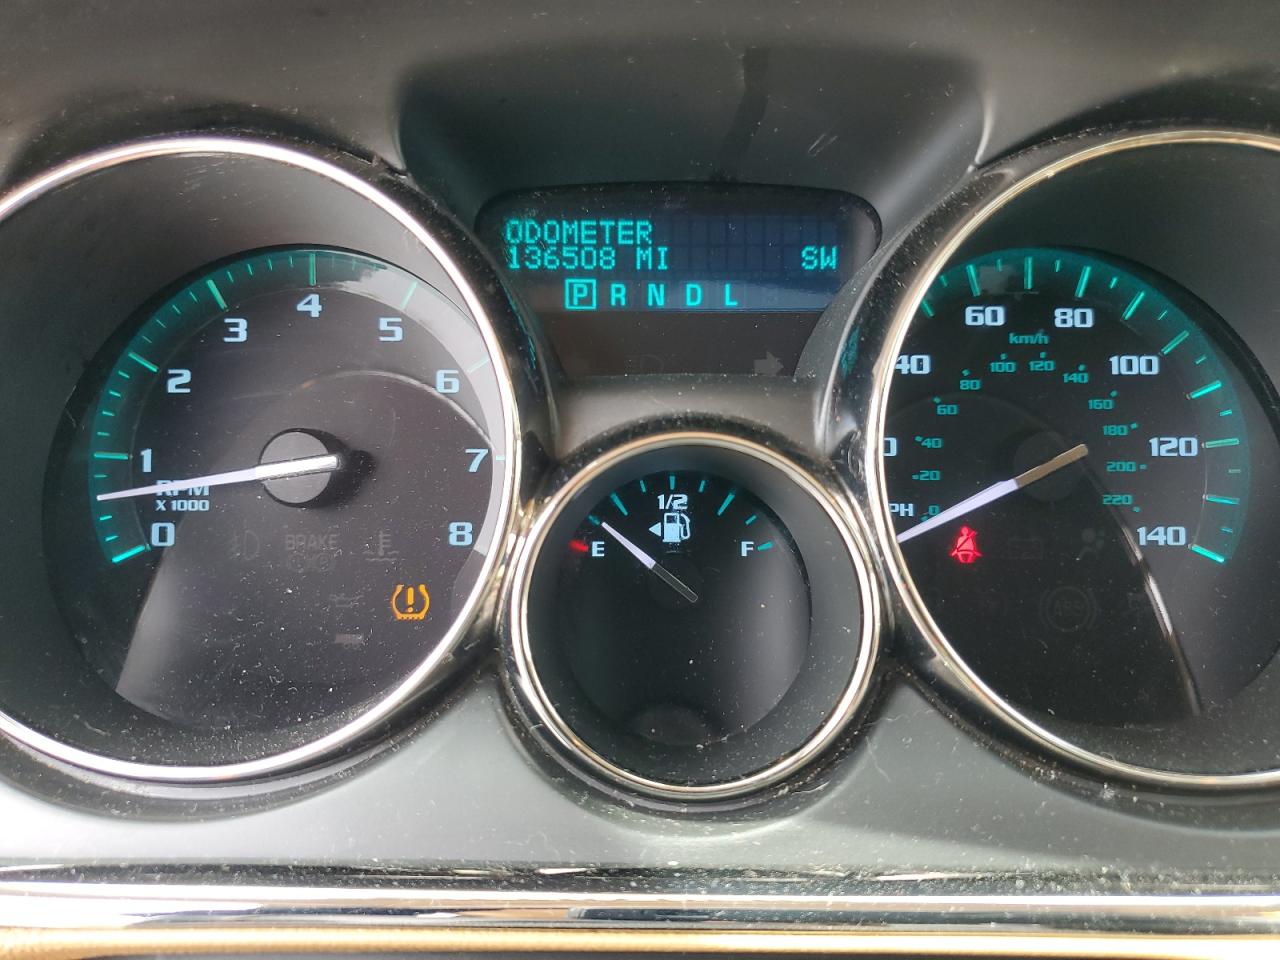 ODOMETER
136508 MI SW
P R N D L
0 1 2 3 4 5 6 7 8
RPM
X 1000
BRAKE
E 1/2 F
40 60 80 100 120 140
km/h
0 20 40 60 80 100 120 140 160 180 200 220
ABS